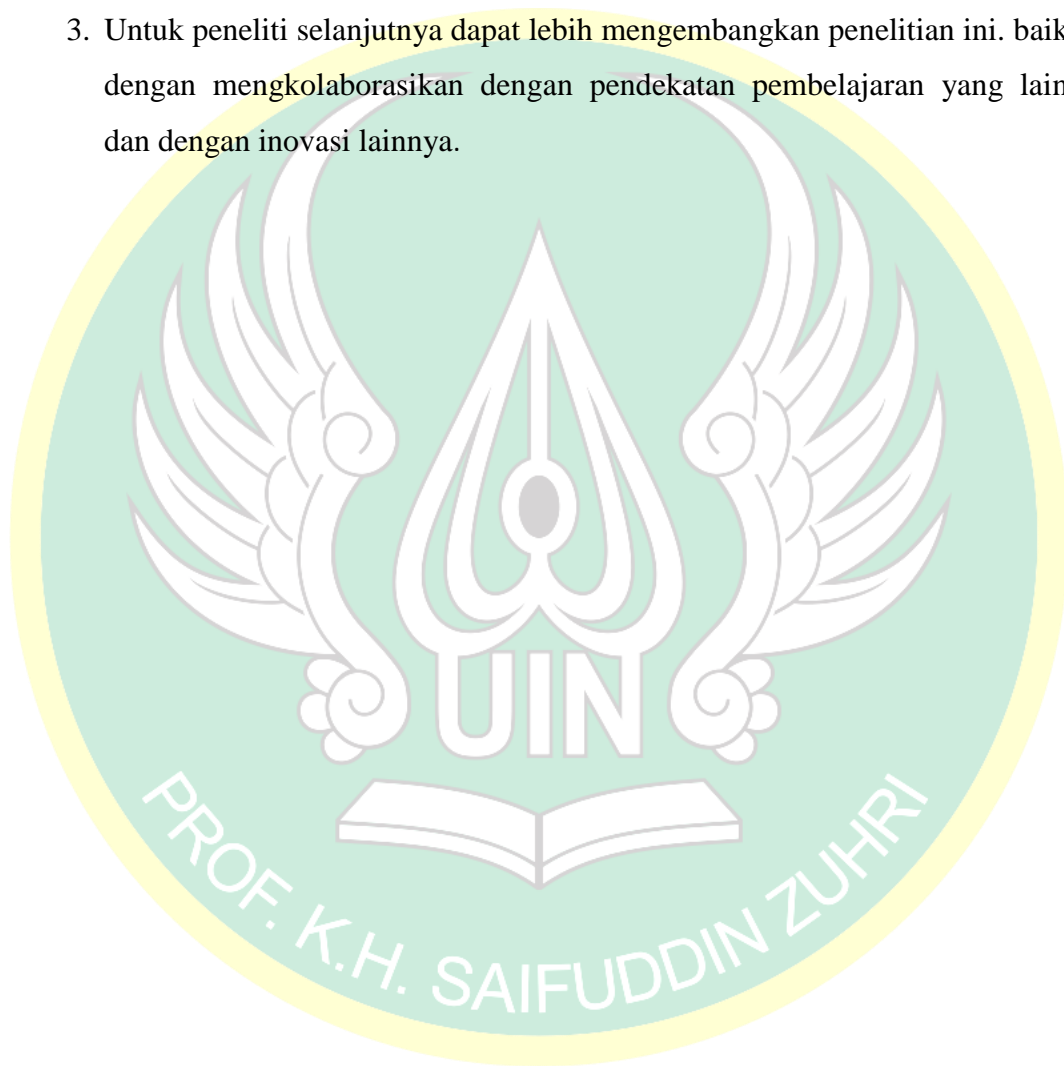 3. Untuk peneliti selanjutnya dapat lebih mengembangkan penelitian ini. baik
dengan mengkolaborasikan dengan pendekatan pembelajaran yang lain
dan dengan inovasi lainnya.
UIN
PROF. K.H. SAIFUDDIN ZUHRI